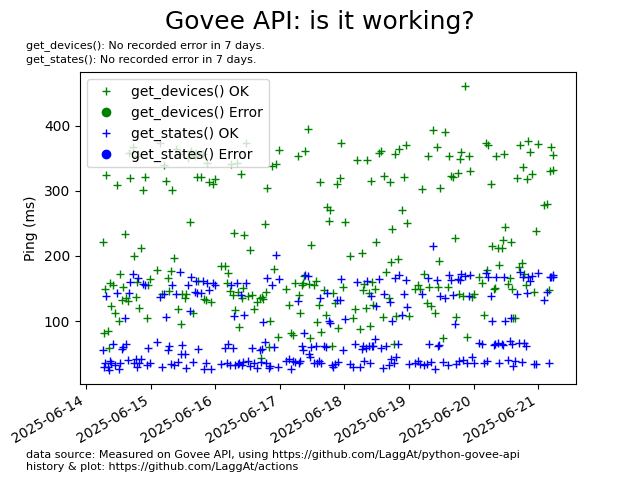 Govee API: is it working?
get_devices(): No recorded error in 7 days.
get_states(): No recorded error in 7 days.
get_devices() OK
get_devices() Error
get_states() OK
get_states() Error
Ping (ms)
400
300
200
100
2025-06-14
2025-06-15
2025-06-16
2025-06-17
2025-06-18
2025-06-19
2025-06-20
2025-06-21
data source: Measured on Govee API, using https://github.com/LaggAt/python-govee-api
history & plot: https://github.com/LaggAt/actions